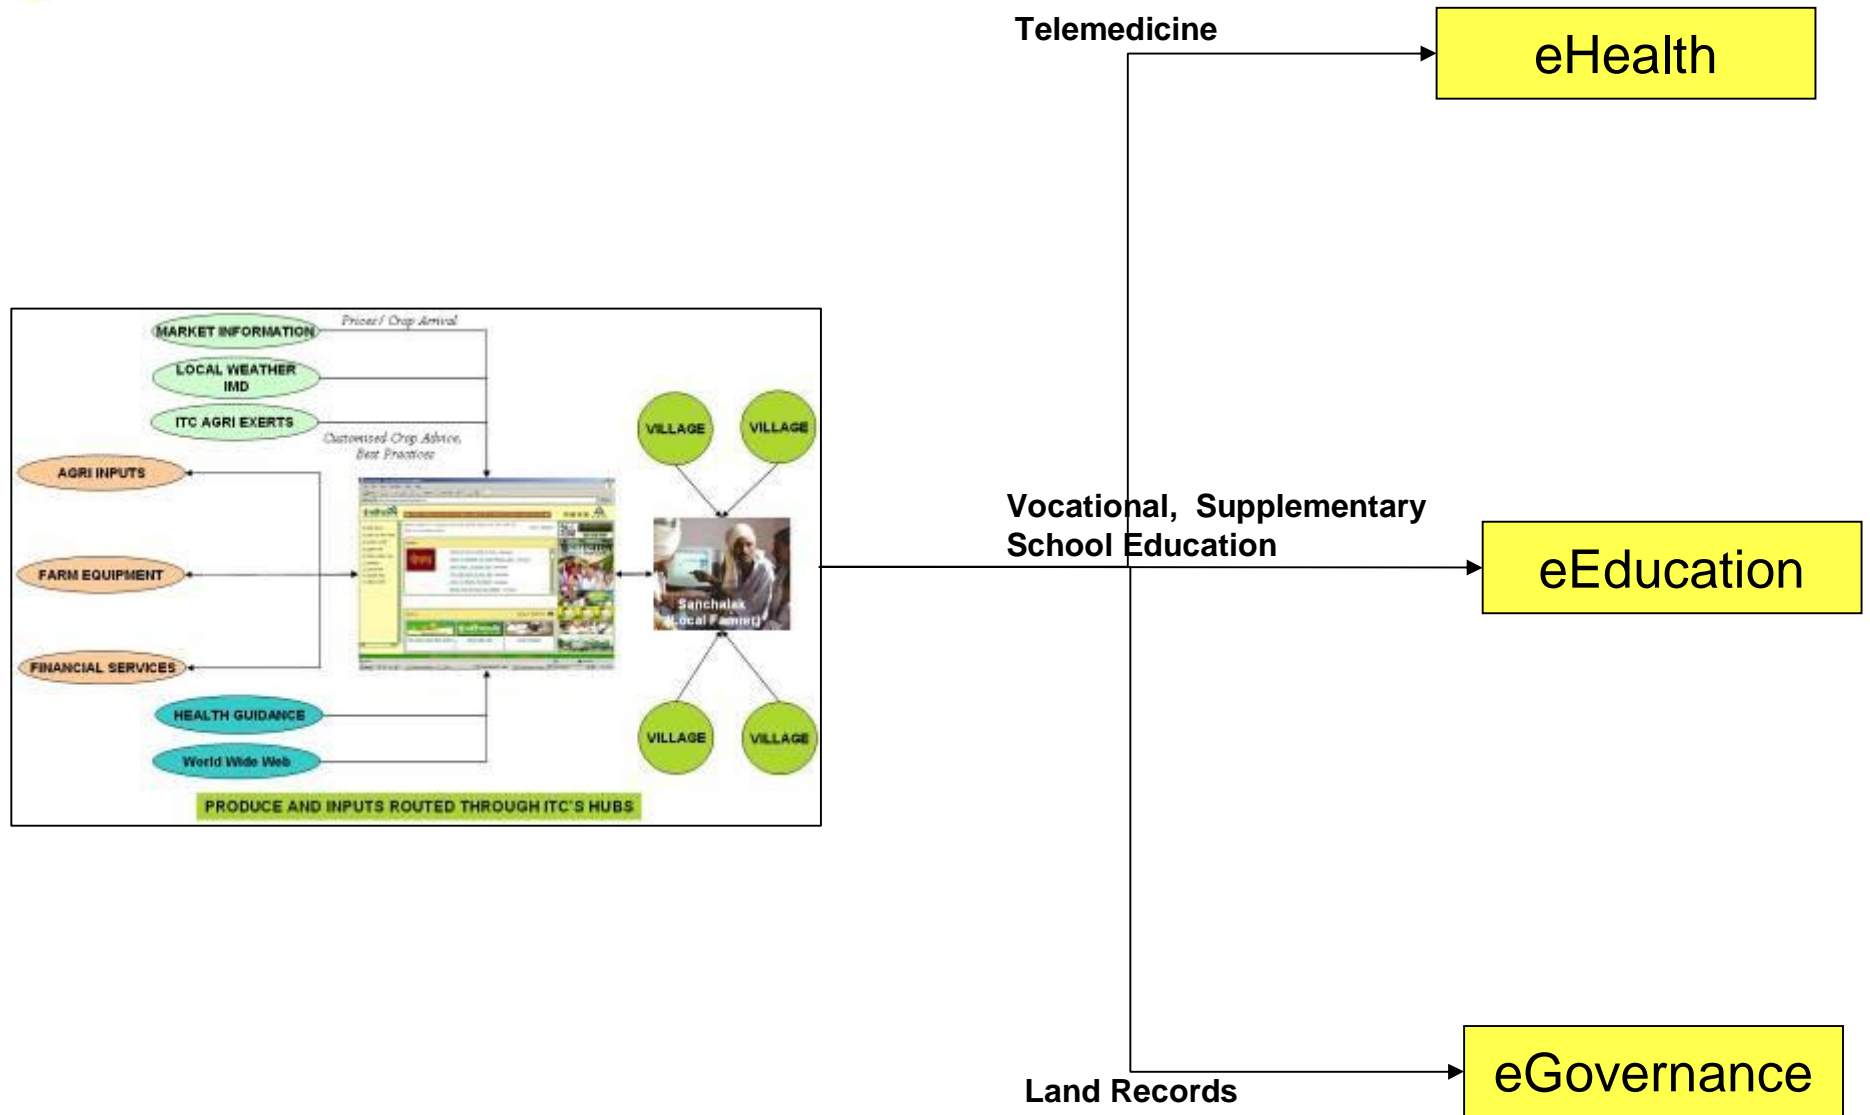 Telemedicine
eHealth
MARKET INFORMATION
Prices / Crop Arrival
LOCAL WEATHER
IMD
ITC AGRI EXERTS
Customised Crop Advice,
Best Practices
AGRI INPUTS
FARM EQUIPMENT
FINANCIAL SERVICES
HEALTH GUIDANCE
World Wide Web
VILLAGE
VILLAGE
Sanchalak
(Local Farmer)
VILLAGE
VILLAGE
PRODUCE AND INPUTS ROUTED THROUGH ITC'S HUBS
Vocational, Supplementary
School Education
eEducation
Land Records
eGovernance